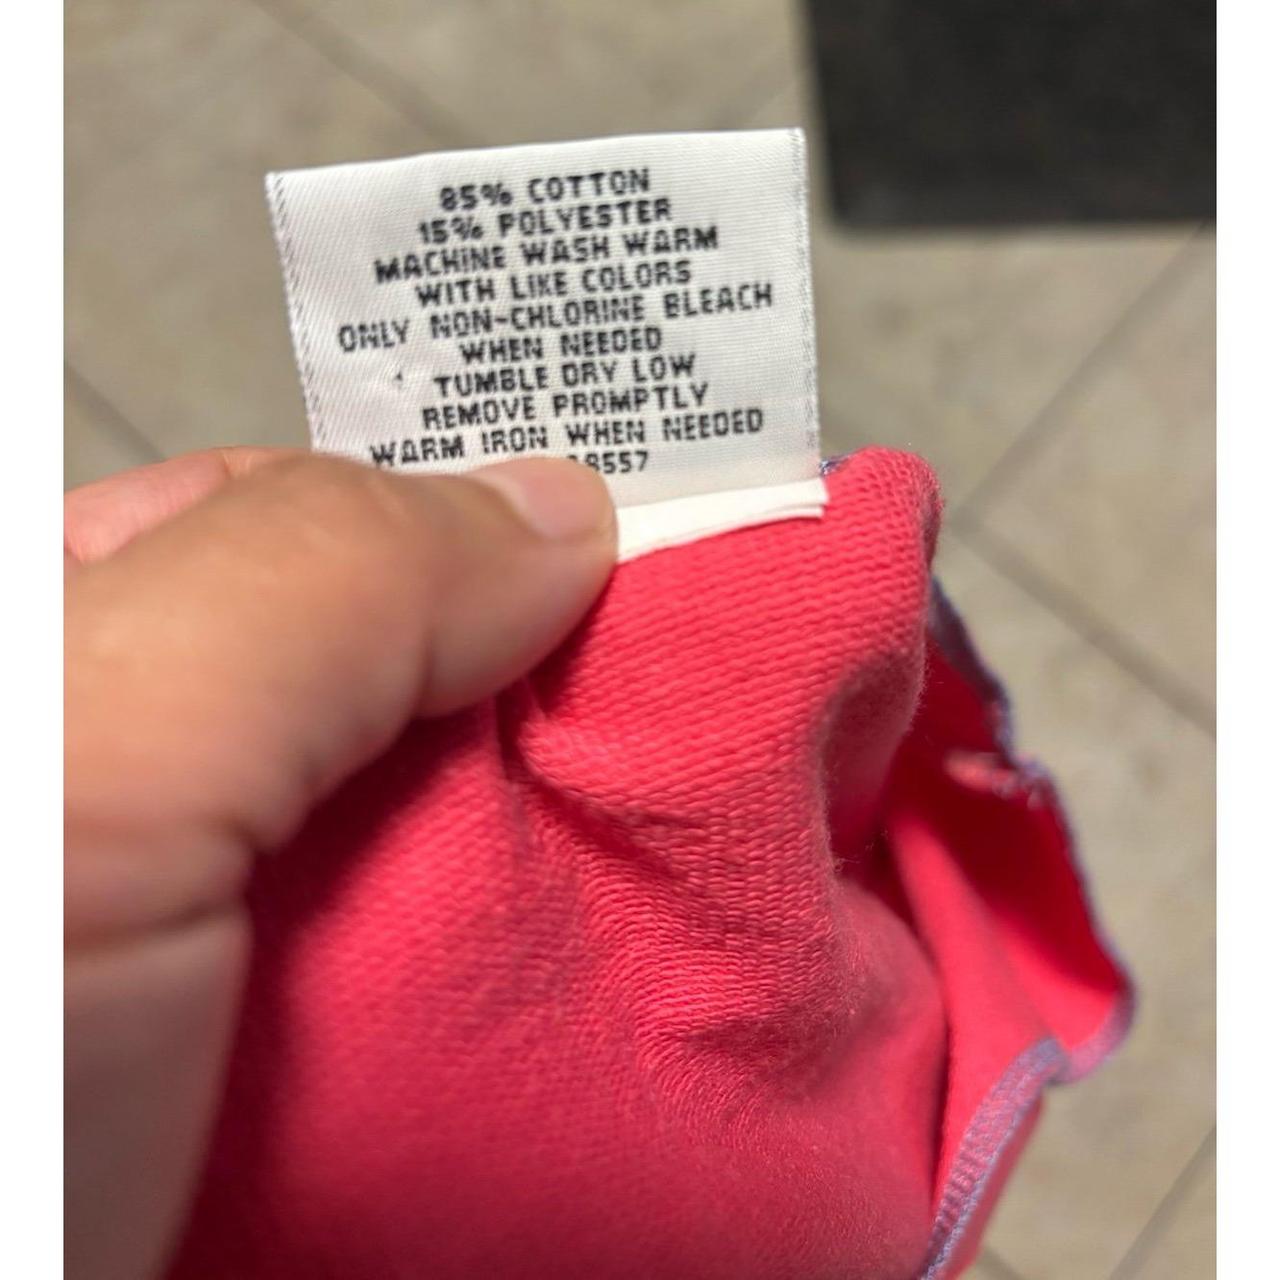 85% COTTON
15% POLYESTER
MACHINE WASH WARM
WITH LIKE COLORS
ONLY NON-CHLORINE BLEACH
WHEN NEEDED
TUMBLE DRY LOW
REMOVE PROMPTLY
WARM IRON WHEN NEEDED